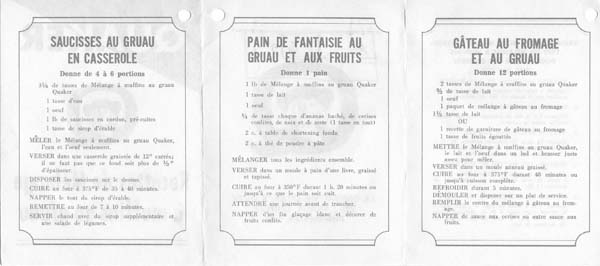 SAUCISSES AU GRUAU
EN CASSEROLE
Donne de 4 à 6 portions
de tasses de Mélange à muffins au gruau
Quaker
1 tasse d'eau
1 oeuf
1 lb de saucisses en cordon, pré-cuites
1 tasse de sirop d'érable
MÊLER le Mélange à muffins au gruau Quaker,
l'eau et l'oeuf seulement.
VERSER dans une casserole graissée de 12" carrés;
il ne faut pas que ce fond soit plus de ½"
d'épaisseur.
DISPOSER les saucisses sur le dessus.
CUIRE au four à 375°F de 35 à 40 minutes.
NAPPER le tout du sirop d'érable.
REMETTRE au four de 7 à 10 minutes.
SERVIR chaud avec du sirop supplémentaire et
une salade de légumes.
PAIN DE FANTAISIE AU
GRUAU ET AUX FRUITS
Donne 1 pain
1 lb de Mélange à muffins au gruau Quaker
1 tasse de lait
1 oeuf
de tasse chaque d'ananas haché, de cerises
confites, de noix et de zeste (1 tasse en tout)
2 c. à table de shortening fondu
2 c. à thé de poudre à pâte
MÉLANGER tous les ingrédients ensemble.
VERSER dans un moule à pain d'une livre, graissé
et tapissé.
CUIRE au four à 350°F durant 1 h. 20 minutes ou
jusqu'à ce que le pain soit cuit.
ATTENDRE une journée avant de trancher.
NAPPER d'un fin glaçage blanc et décorer de
fruits confits.
GÂTEAU AU FROMAGE
ET AU GRUAU
Donne 12 portions
2 tasses de Mélange à muffins au gruau Quaker
de tasse de lait
1 oeuf
1 paquet de mélange à gâteau au fromage
1½ tasse de lait
OU
1 recette de garniture de gâteau au fromage
1 tasse de fruits égouttés
METTRE le Mélange à muffins au gruau Quaker,
le lait et l'oeuf dans un bol et brasser juste
assez pour mêler.
VERSER dans un moule anneau graissé.
CUIRE au four à 375°F durant 40 minutes ou
jusqu'à cuisson complète.
REFROIDIR durant 5 minutes.
DÉMOULER et disposer sur un plat de service.
REMPLIR le centre du mélange à gâteau au from-
age.
NAPPER de sauce aux cerises ou autre sauce aux
fruits.